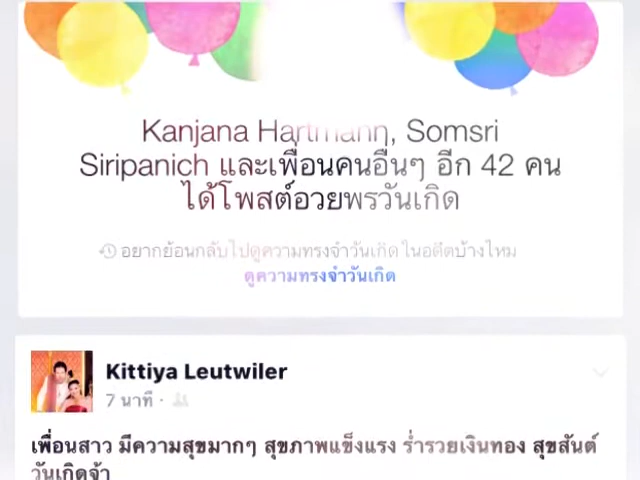 Kanjana Hartmann, Somsri
Siripanich และเพื่อนคนอื่นๆ อีก 42 คน
ได้โพสต์อวยพรวันเกิด
อยากย้อนกลับไปดูความทรงจำวันเกิดในอดีตบ้างไหม
ดูความทรงจำวันเกิด
Kittiya Leutwiler
7 นาที ·
เพื่อนสาว มีความสุขมากๆ สุขภาพแข็งแรง ร่ำรวยเงินทอง สุขสันต์
วันเกิดจ้า